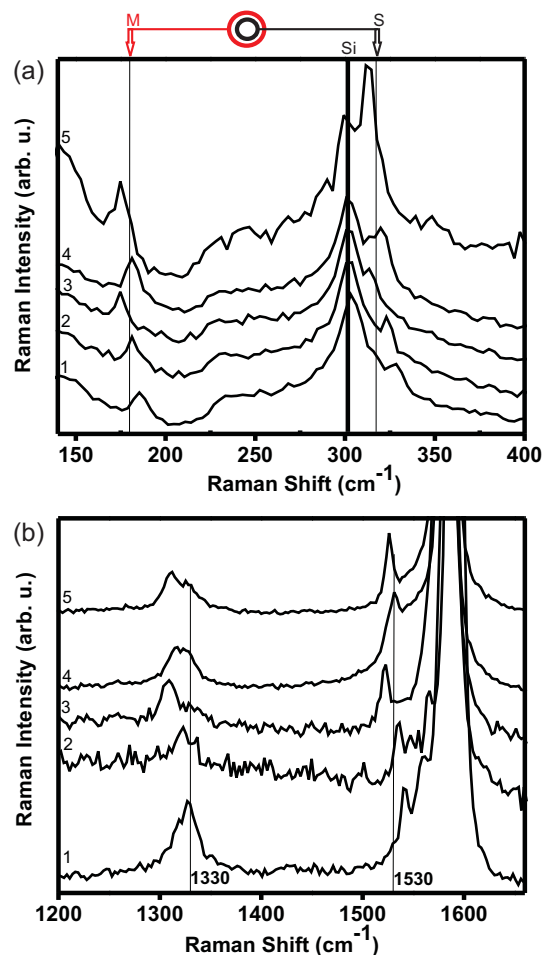 M S
Si
(a)
Raman Intensity (arb. u.)
5
4
3
2
1
150 200 250 300 350 400
Raman Shift (cm-1)
(b)
Raman Intensity (arb. u.)
5
4
3
2
1
1330 1530
1200 1300 1400 1500 1600
Raman Shift (cm-1)